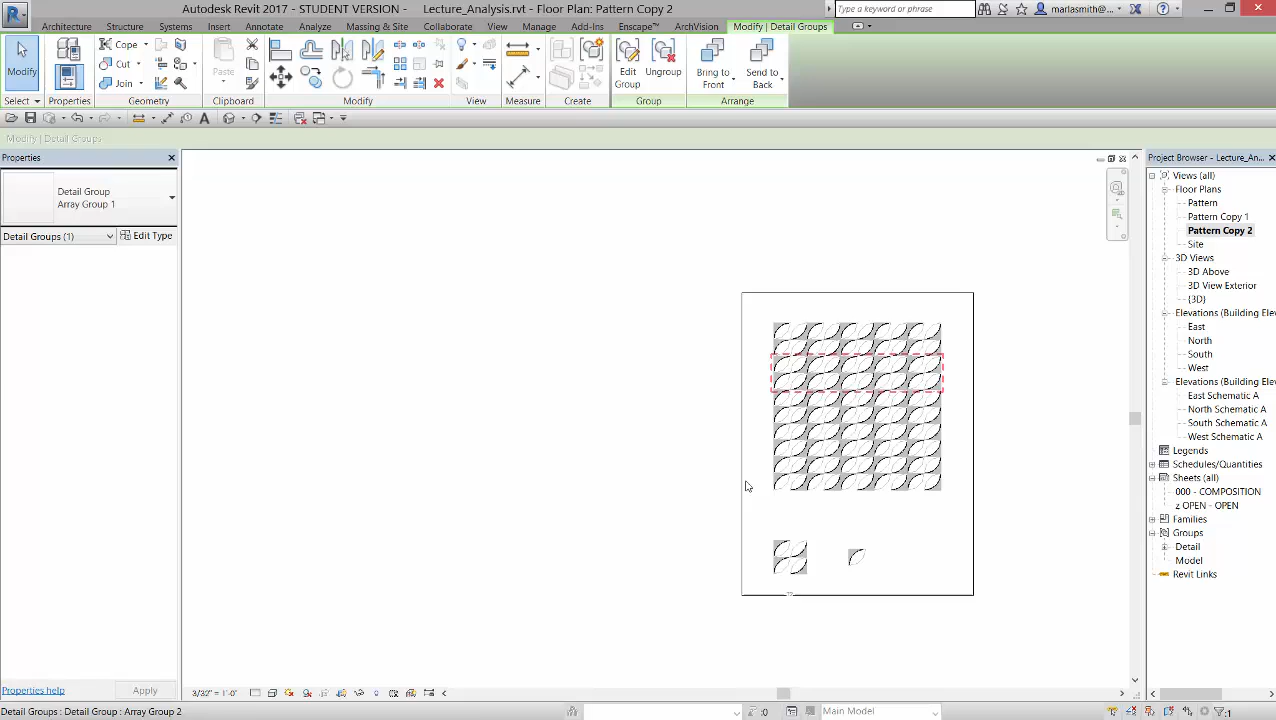 Autodesk Revit 2017 - STUDENT VERSION - Lecture_Analysis.rvt - Floor Plan: Pattern Copy 2
Type a keyword or phrase
marlasmith@...
Architecture Structure Systems Insert Annotate Analyze Massing & Site Collaborate View Manage Add-Ins Enscape™ ArchVision Modify | Detail Groups
Modify
Cope
Cut
Join
Paste
Edit Group
Ungroup
Bring to Front
Send to Back
Select Properties Geometry Clipboard Modify View Measure Create Group Arrange
Modify | Detail Groups
Properties
Detail Group
Array Group 1
Detail Groups (1)
Edit Type
Properties help
Apply
Project Browser - Lecture_An...
Views (all)
Floor Plans
Pattern
Pattern Copy 1
Pattern Copy 2
Site
3D Views
3D Above
3D View Exterior
{3D}
Elevations (Building Ele
East
North
South
West
Elevations (Building Ele
East Schematic A
North Schematic A
South Schematic A
West Schematic A
Legends
Schedules/Quantities
Sheets (all)
000 - COMPOSITION
z OPEN - OPEN
Families
Groups
Detail
Model
Revit Links
3/32" = 1'-0"
Detail Groups : Detail Group : Array Group 2
:0
Main Model
:1